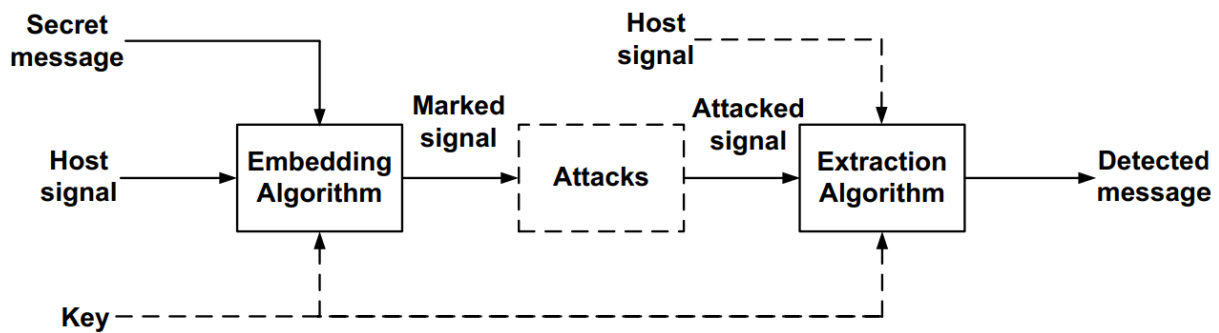 Secret
message
Host
signal
Host
signal
Embedding
Algorithm
Marked
signal
Attacks
Attacked
signal
Extraction
Algorithm
Detected
message
Key